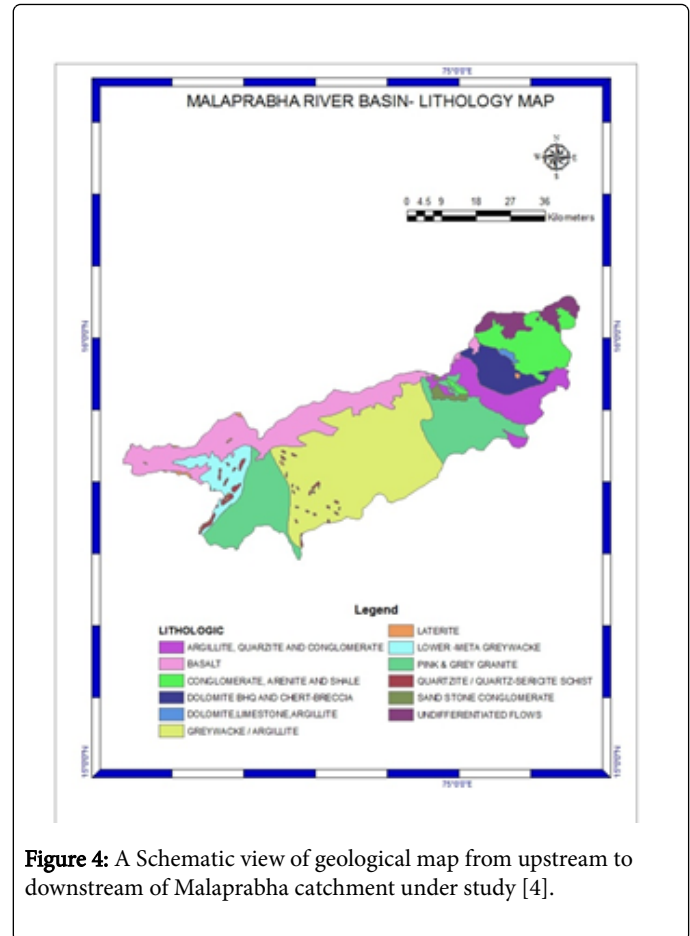 75°0'0"E
MALAPRABHA RIVER BASIN- LITHOLOGY MAP
N
W E
S
0 4.5 9 18 27 36
Kilometers
Legend
LITHOLOGIC
ARGILLITE, QUARZITE AND CONGLOMERATE
BASALT
CONGLOMERATE, ARENITE AND SHALE
DOLOMITE BHQ AND CHERT-BRECCIA
DOLOMITE,LIMESTONE,ARGILLITE
GREYWACKE / ARGILLITE
LATERITE
LOWER -META GREYWACKE
PINK & GREY GRANITE
QUARTZITE / QUARTZ-SERICITE SCHIST
SAND STONE CONGLOMERATE
UNDIFFERENTIATED FLOWS
75°0'0"E
Figure 4: A Schematic view of geological map from upstream to
downstream of Malaprabha catchment under study [4].